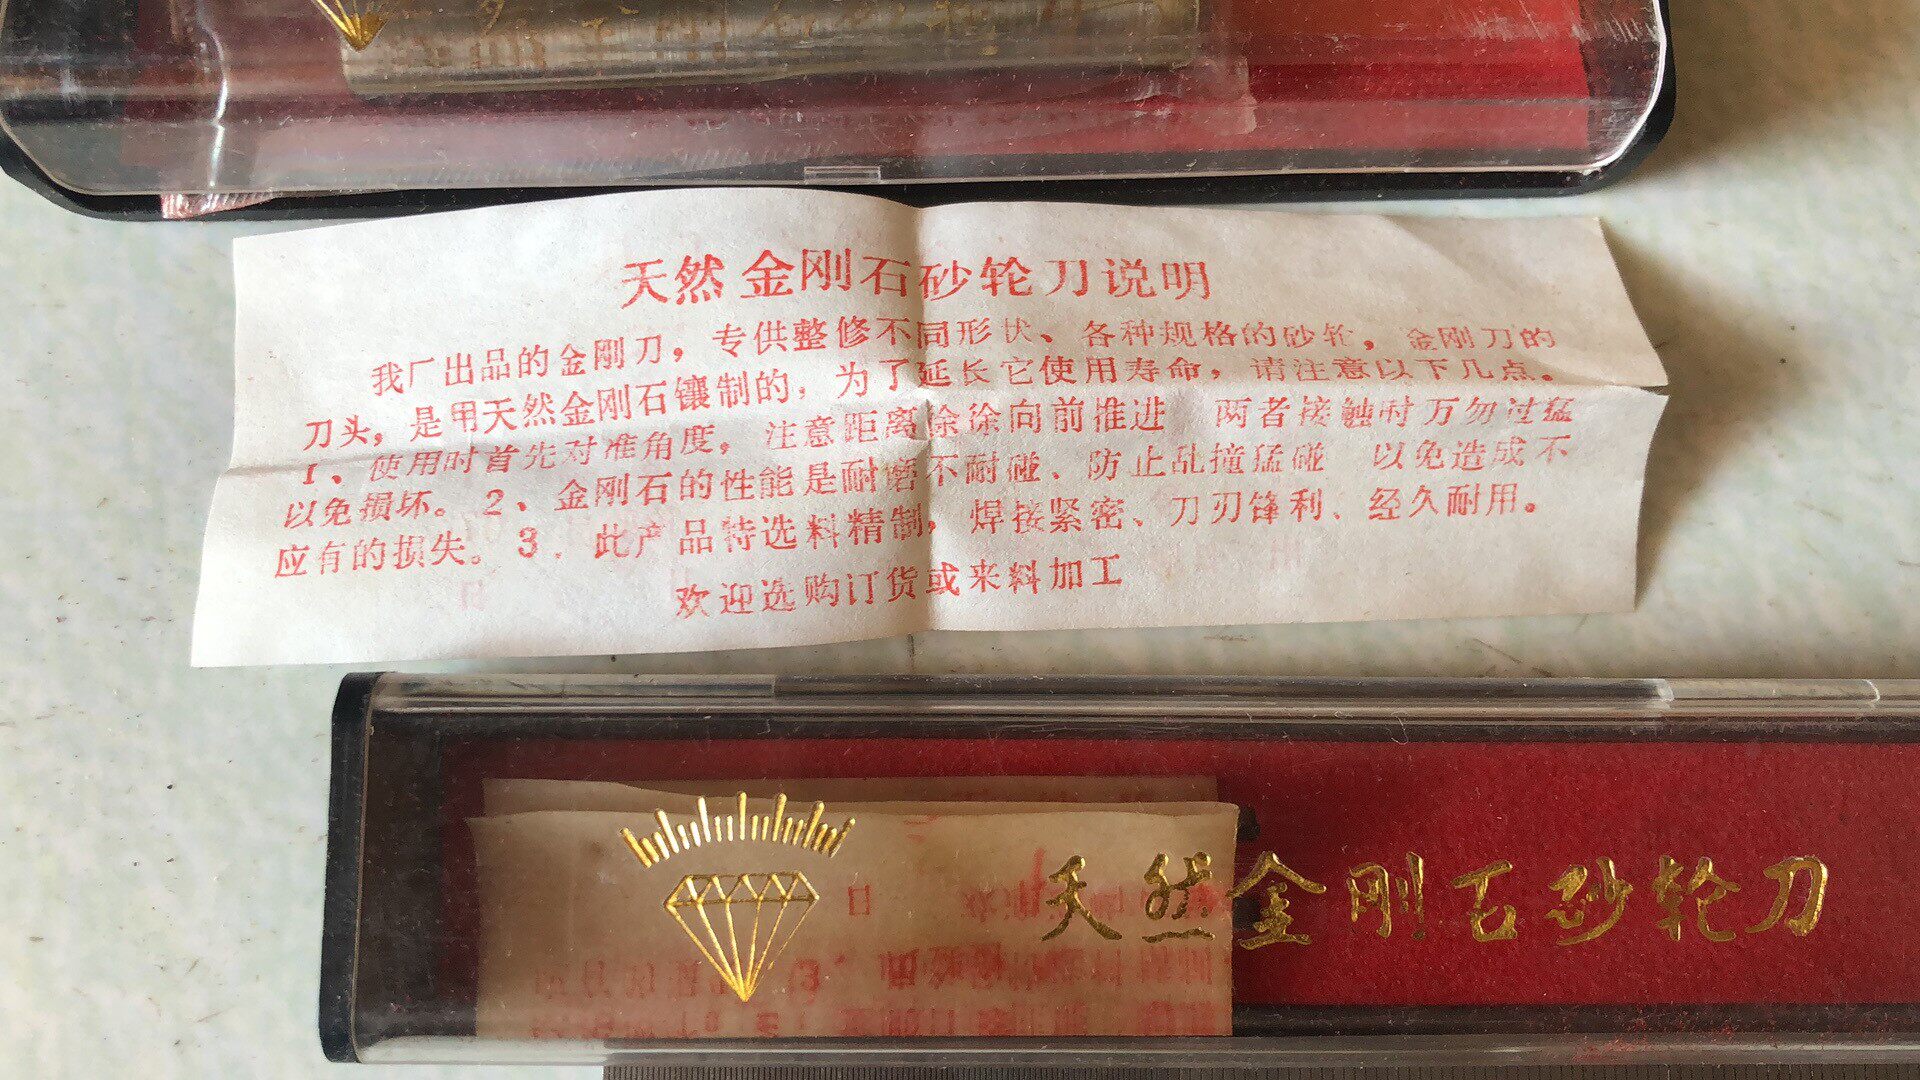 天然金刚石砂轮刀说明
我厂出品的金刚刀，专供整修不同形状、各种规格的砂轮，金刚刀的
刀头，是用天然金刚石镶制的，为了延长它使用寿命，请注意以下几点。
1、使用时首先对准角度，注意距离徐徐向前推进 两者接触时万勿过猛
以免损坏。2、金刚石的性能是耐磨不耐碰、防止乱撞猛碰 以免造成不
应有的损失。3．此产品特选料精制，焊接紧密、刀刃锋利、经久耐用。
欢迎选购订货或来料加工
天然金刚石砂轮刀